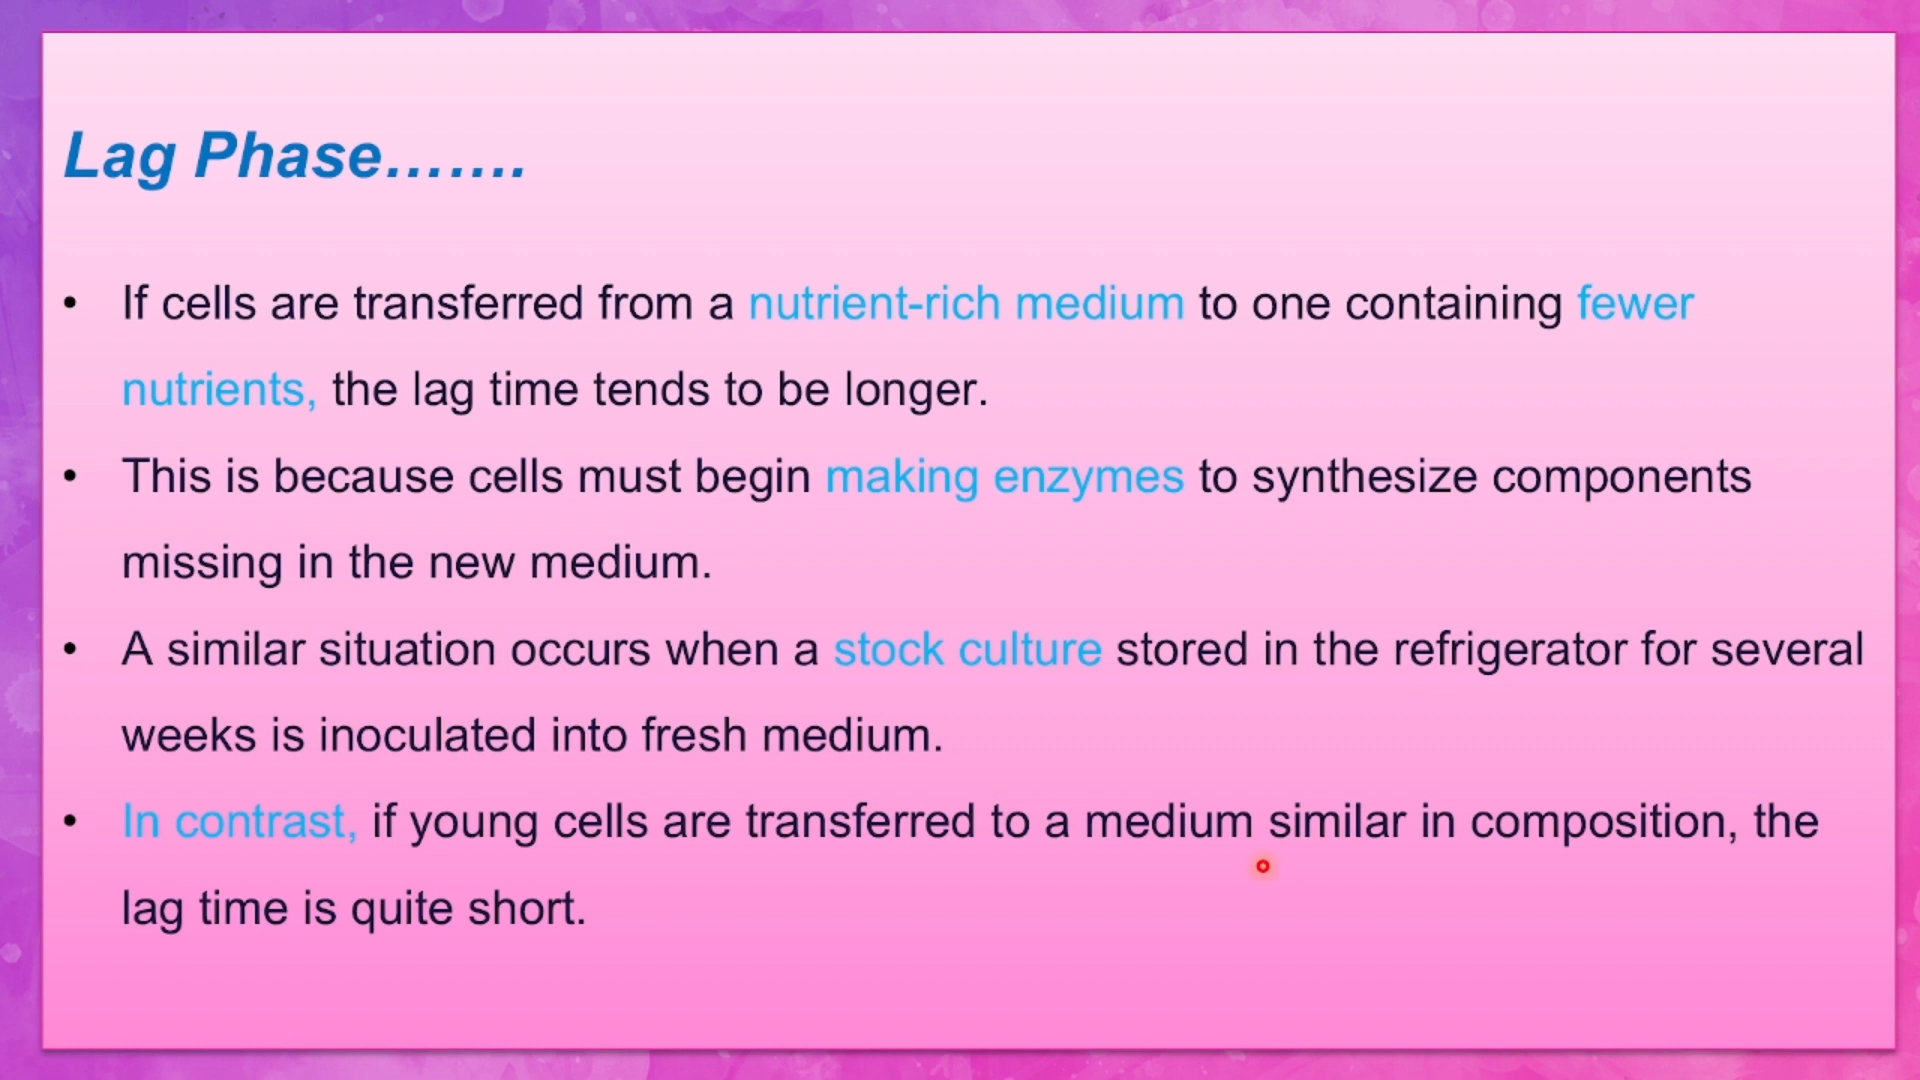 Lag Phase.......
• If cells are transferred from a nutrient-rich medium to one containing fewer
nutrients, the lag time tends to be longer.
• This is because cells must begin making enzymes to synthesize components
missing in the new medium.
• A similar situation occurs when a stock culture stored in the refrigerator for several
weeks is inoculated into fresh medium.
• In contrast, if young cells are transferred to a medium similar in composition, the
lag time is quite short.